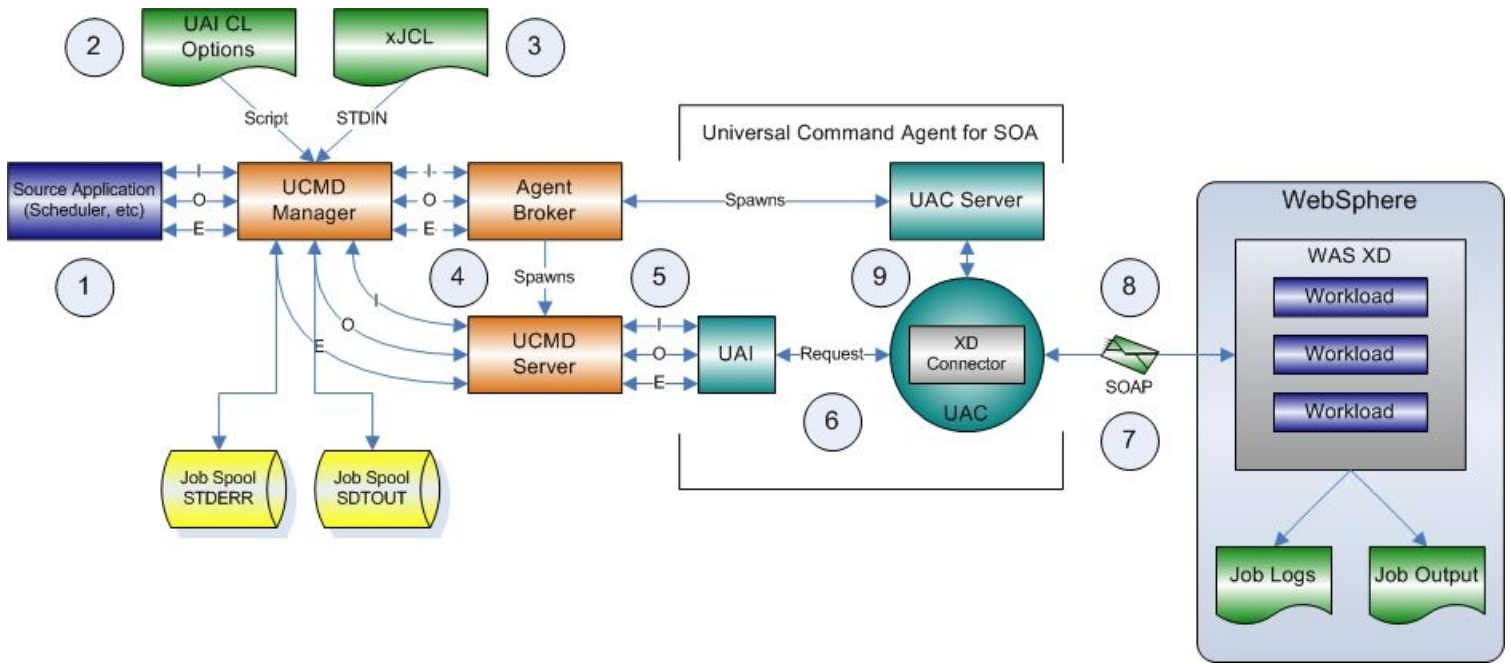 2
UAI CL
Options
xJCL
3
Script
STDIN
Universal Command Agent for SOA
Source Application
(Scheduler, etc)
I
O
E
UCMD
Manager
I
O
E
Agent
Broker
Spawns
UAC Server
WebSphere
WAS XD
Workload
Workload
Workload
1
4
Spawns
5
9
8
I
O
E
UCMD
Server
I
O
E
UAI
Request
XD
Connector
UAC
SOAP
6
7
Job Spool
STDERR
Job Spool
SDTOUT
Job Logs
Job Output